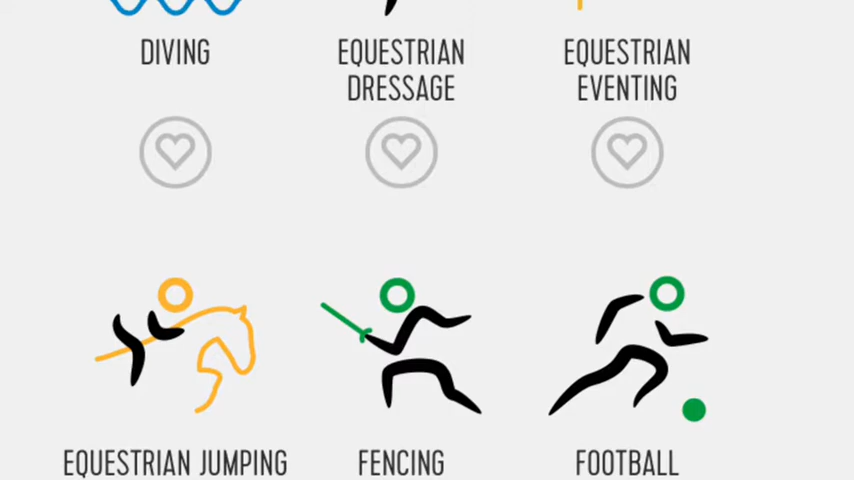 DIVING
EQUESTRIAN
DRESSAGE
EQUESTRIAN
EVENTING
EQUESTRIAN JUMPING
FENCING
FOOTBALL